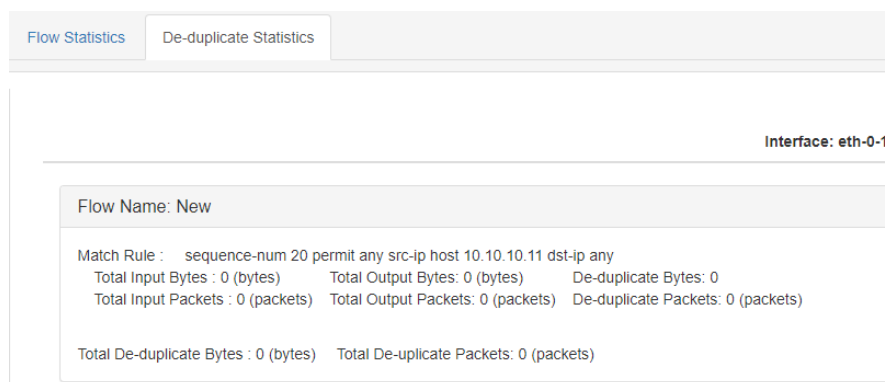 Flow Statistics De-duplicate Statistics
Interface: eth-0-1
Flow Name: New
Match Rule : sequence-num 20 permit any src-ip host 10.10.10.11 dst-ip any
Total Input Bytes : 0 (bytes) Total Output Bytes: 0 (bytes) De-duplicate Bytes: 0
Total Input Packets : 0 (packets) Total Output Packets: 0 (packets) De-duplicate Packets: 0 (packets)
Total De-duplicate Bytes : 0 (bytes) Total De-uplicate Packets: 0 (packets)